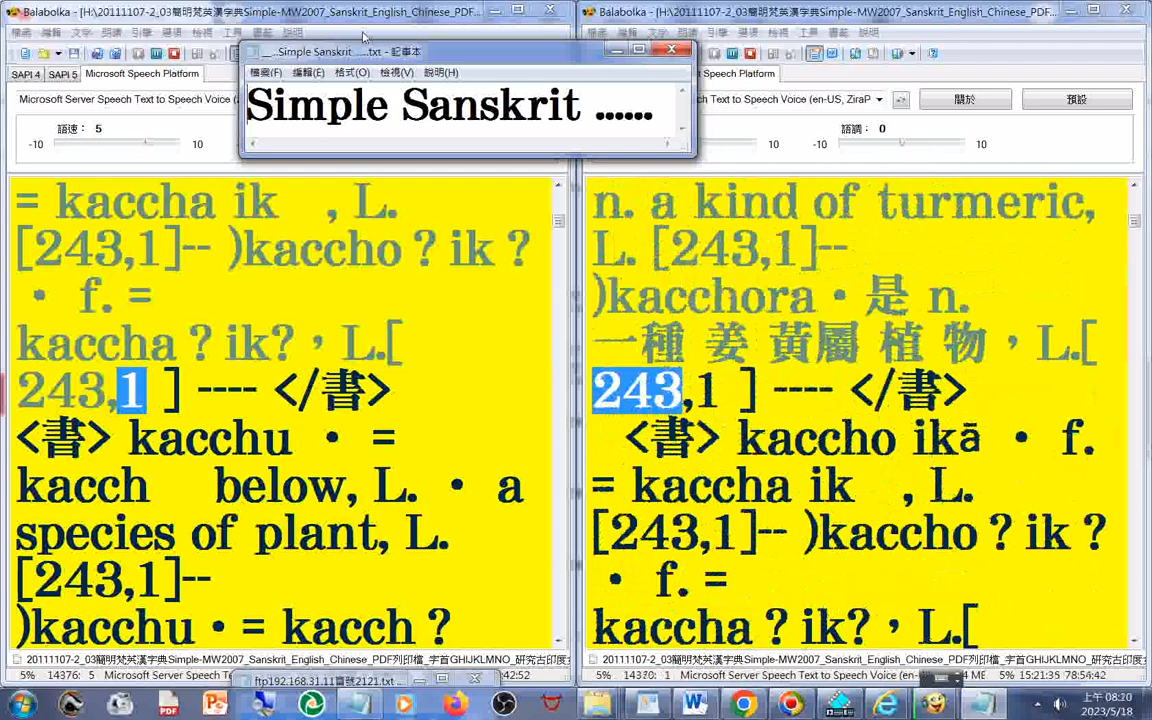 Balabolka - [H:\20111107-2_03簡明梵英漢字典Simple-MW2007_Sanskrit_English_Chinese_PDF
Balabolka - [H:\20111107-2_03簡明梵英漢字典Simple-MW2007_Sanskrit_English_Chinese_PDF列
__...Simple Sanskrit .....txt - 記事本
檔案(F) 編輯(E) 格式(O) 檢視(V) 說明(H)
Simple Sanskrit ......
SAPI 4 SAPI 5 Microsoft Speech Platform
Speech Platform
Microsoft Server Speech Text to Speech Voice
Text to Speech Voice (en-US, ZiraP
關於 預設
語速: 5
-10 10
語調: 0
-10 10
= kaccha ik , L.
[243,1]-- )kaccho ? ik ?
• f. =
kaccha ? ik?，L.[
243,1 ] ---- </書>
<書> kacchu • =
kacch below, L. • a
species of plant, L.
[243,1]--
)kacchu • = kacch ?
n. a kind of turmeric,
L. [243,1]--
)kacchora • 是 n.
一種 姜 黃屬 植 物，L.[
243,1 ] ---- </書>
<書> kaccho ikā • f.
= kaccha ik , L.
[243,1]-- )kaccho ? ik ?
• f. =
kaccha ? ik?，L.[
20111107-2_03簡明梵英漢字典Simple-MW2007_Sanskrit_English_Chinese_PDF列印檔_字首GHIJKLMNO_研究古印度
20111107-2_03簡明梵英漢字典Simple-MW2007_Sanskrit_English_Chinese_PDF列印檔_字首GHIJKLMNO_研究古印度
5% 14376: 1 Microsoft Server Speech
ftp192.168.31.11
:42:52
5% 14370: 1 Microsoft Server Speech Text to Speech Voice (en-
15:21:35 78:54:42
上午 08:20
2023/5/18